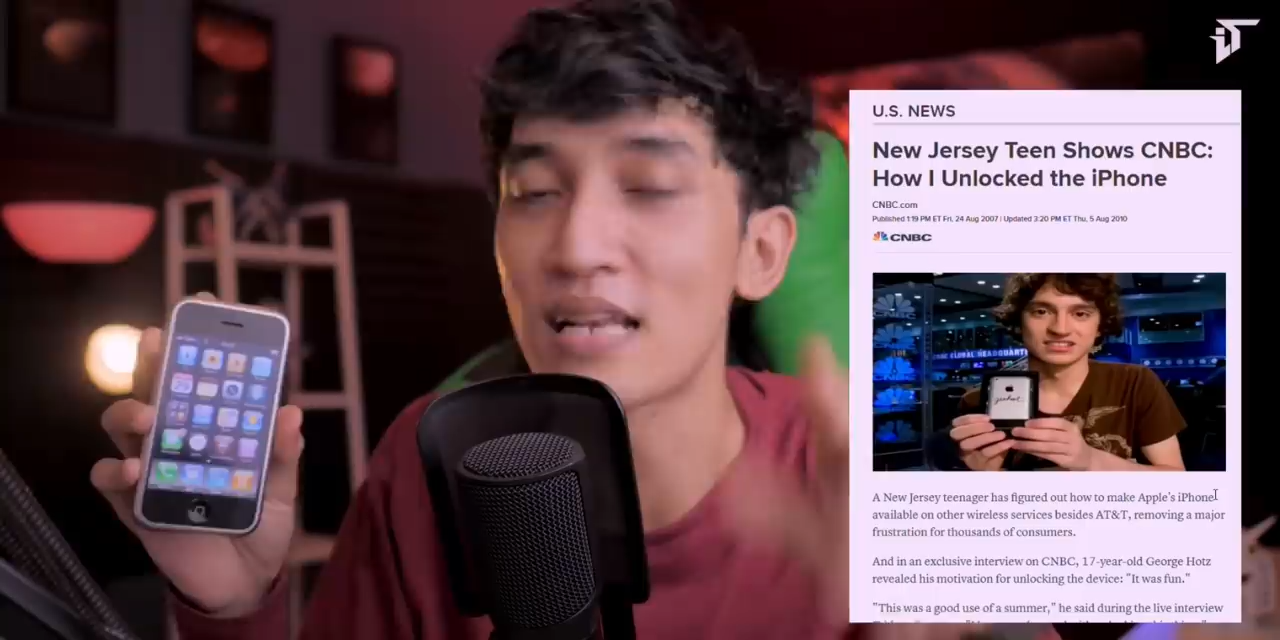 U.S. NEWS
New Jersey Teen Shows CNBC:
How I Unlocked the iPhone
CNBC.com
Published 1:19 PM ET Fri, 24 Aug 2007 | Updated 3:20 PM ET Thu, 5 Aug 2010
CNBC
GLOBAL HEADQUART
geohot
A New Jersey teenager has figured out how to make Apple's iPhone
available on other wireless services besides AT&T, removing a major
frustration for thousands of consumers.
And in an exclusive interview on CNBC, 17-year-old George Hotz
revealed his motivation for unlocking the device: "It was fun."
"This was a good use of a summer," he said during the live interview